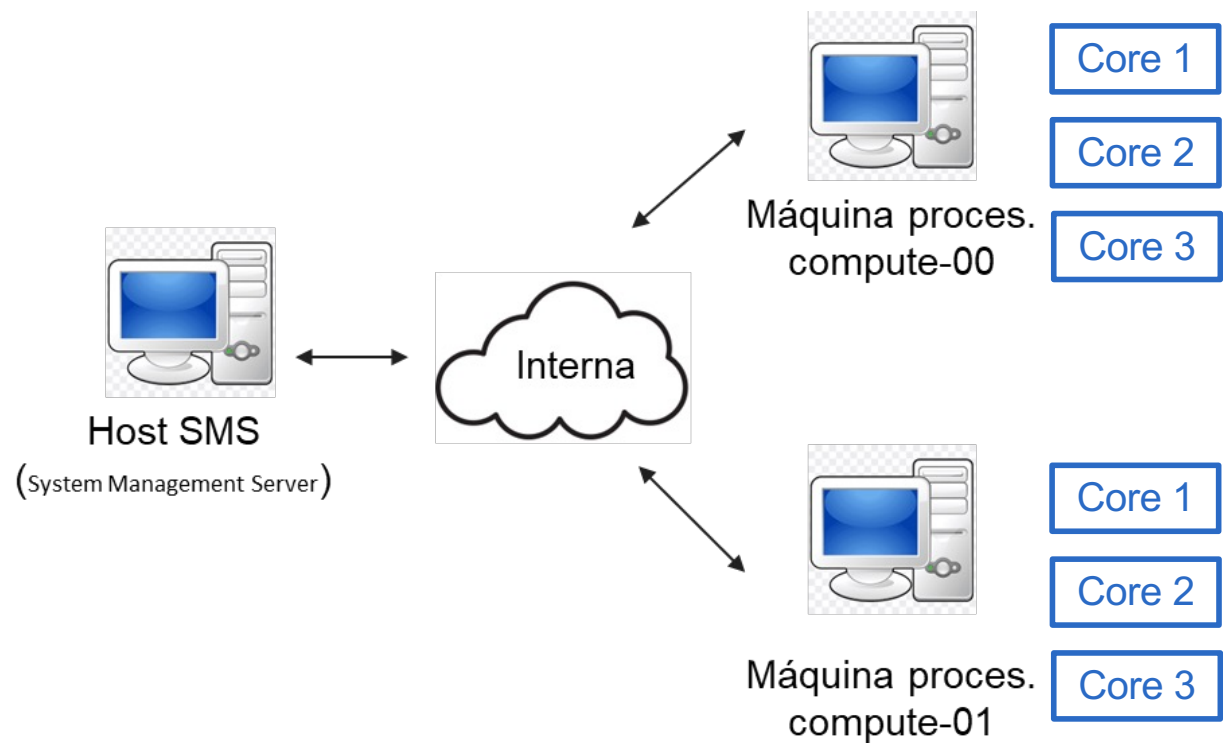 Host SMS
(System Management Server)
Interna
Máquina proces.
compute-00
Core 1
Core 2
Core 3
Máquina proces.
compute-01
Core 1
Core 2
Core 3